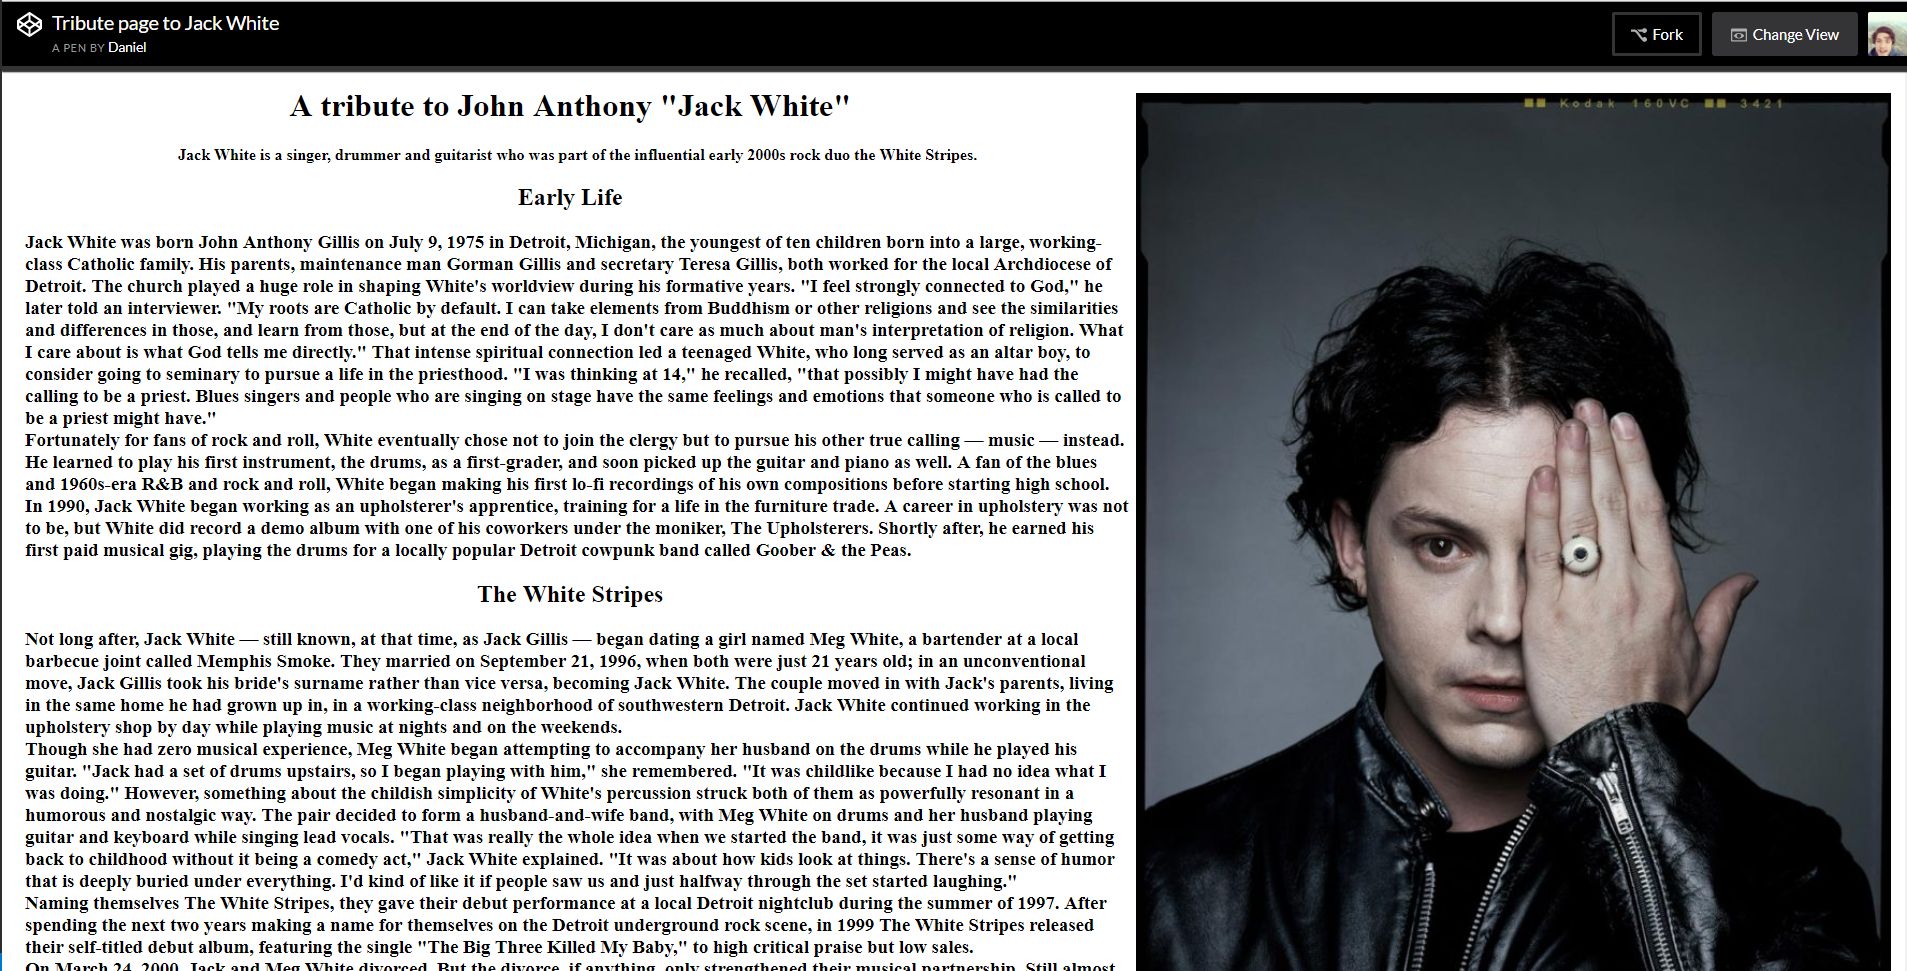 Tribute page to Jack White
A PEN BY Daniel
Fork
Change View
A tribute to John Anthony "Jack White"
Jack White is a singer, drummer and guitarist who was part of the influential early 2000s rock duo the White Stripes.
Early Life
Jack White was born John Anthony Gillis on July 9, 1975 in Detroit, Michigan, the youngest of ten children born into a large, working-
class Catholic family. His parents, maintenance man Gorman Gillis and secretary Teresa Gillis, both worked for the local Archdiocese of
Detroit. The church played a huge role in shaping White's worldview during his formative years. "I feel strongly connected to God," he
later told an interviewer. "My roots are Catholic by default. I can take elements from Buddhism or other religions and see the similarities
and differences in those, and learn from those, but at the end of the day, I don't care as much about man's interpretation of religion. What
I care about is what God tells me directly." That intense spiritual connection led a teenaged White, who long served as an altar boy, to
consider going to seminary to pursue a life in the priesthood. "I was thinking at 14," he recalled, "that possibly I might have had the
calling to be a priest. Blues singers and people who are singing on stage have the same feelings and emotions that someone who is called to
be a priest might have."
Fortunately for fans of rock and roll, White eventually chose not to join the clergy but to pursue his other true calling — music — instead.
He learned to play his first instrument, the drums, as a first-grader, and soon picked up the guitar and piano as well. A fan of the blues
and 1960s-era R&B and rock and roll, White began making his first lo-fi recordings of his own compositions before starting high school.
In 1990, Jack White began working as an upholsterer's apprentice, training for a life in the furniture trade. A career in upholstery was not
to be, but White did record a demo album with one of his coworkers under the moniker, The Upholsterers. Shortly after, he earned his
first paid musical gig, playing the drums for a locally popular Detroit cowpunk band called Goober & the Peas.
The White Stripes
Not long after, Jack White — still known, at that time, as Jack Gillis — began dating a girl named Meg White, a bartender at a local
barbecue joint called Memphis Smoke. They married on September 21, 1996, when both were just 21 years old; in an unconventional
move, Jack Gillis took his bride's surname rather than vice versa, becoming Jack White. The couple moved in with Jack's parents, living
in the same home he had grown up in, in a working-class neighborhood of southwestern Detroit. Jack White continued working in the
upholstery shop by day while playing music at nights and on the weekends.
Though she had zero musical experience, Meg White began attempting to accompany her husband on the drums while he played his
guitar. "Jack had a set of drums upstairs, so I began playing with him," she remembered. "It was childlike because I had no idea what I
was doing." However, something about the childish simplicity of White's percussion struck both of them as powerfully resonant in a
humorous and nostalgic way. The pair decided to form a husband-and-wife band, with Meg White on drums and her husband playing
guitar and keyboard while singing lead vocals. "That was really the whole idea when we started the band, it was just some way of getting
back to childhood without it being a comedy act," Jack White explained. "It was about how kids look at things. There's a sense of humor
that is deeply buried under everything. I'd kind of like it if people saw us and just halfway through the set started laughing."
Naming themselves The White Stripes, they gave their debut performance at a local Detroit nightclub during the summer of 1997. After
spending the next two years making a name for themselves on the Detroit underground rock scene, in 1999 The White Stripes released
their self-titled debut album, featuring the single "The Big Three Killed My Baby," to high critical praise but low sales.
On March 24, 2000, Jack and Meg White divorced. But the divorce, if anything, only strengthened their musical partnership. Still almost
Kodak 160VC 3421